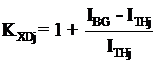 K_XDj = 1 + (I_BG - I_THj) / I_THj